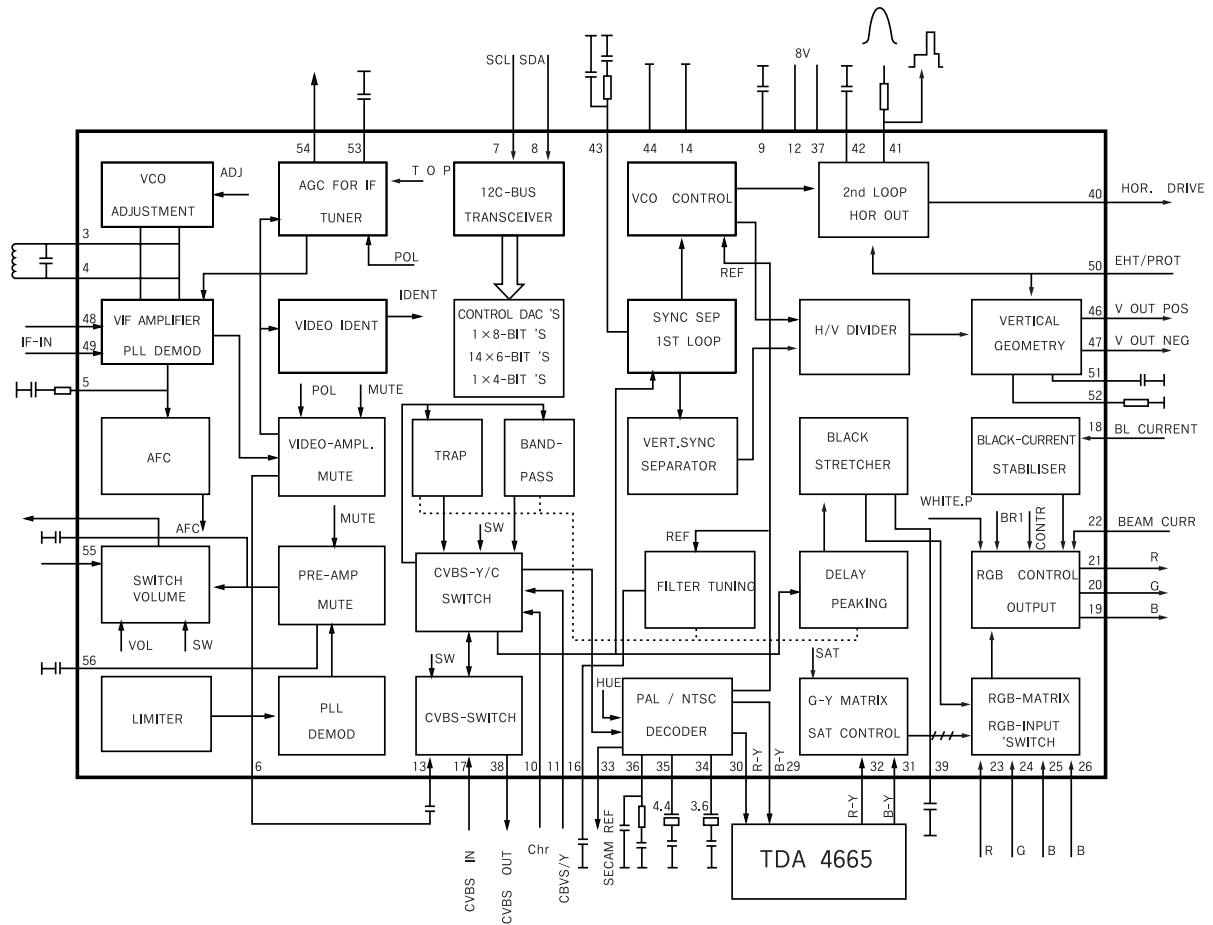 8V
SCL SDA
54
53
7
8
43
44
14
9
12
37
42
41
VCO
ADJUSTMENT
ADJ
AGC FOR IF
TUNER
T O P
POL
12C-BUS
TRANSCEIVER
VCO CONTROL
REF
2nd LOOP
HOR OUT
40
HOR. DRIVE
3
4
50
EHT/PROT
48
IF-IN
49
VIF AMPLIFIER
PLL DEMOD
VIDEO IDENT
IDENT
CONTROL DAC 'S
1×8-BIT 'S
14×6-BIT 'S
1×4-BIT 'S
SYNC SEP
1ST LOOP
H/V DIVIDER
VERTICAL
GEOMETRY
46
V OUT POS
47
V OUT NEG
51
52
5
POL
MUTE
AFC
VIDEO-AMPL.
MUTE
TRAP
BAND-
PASS
VERT.SYNC
SEPARATOR
BLACK
STRETCHER
BLACK-CURRENT
STABILISER
18
BL CURRENT
AFC
MUTE
SW
REF
WHITE.P
BR1
CONTR
22
BEAM CURR
55
SWITCH
VOLUME
PRE-AMP
MUTE
CVBS-Y/C
SWITCH
FILTER TUNING
DELAY
PEAKING
RGB CONTROL
OUTPUT
21
R
20
G
19
B
VOL
SW
56
SW
HUE
SAT
LIMITER
PLL
DEMOD
CVBS-SWITCH
PAL / NTSC
DECODER
G-Y MATRIX
SAT CONTROL
RGB-MATRIX
RGB-INPUT
'SWITCH
6
13
17
38
10
11
16
33
36
35
34
30
R-Y
B-Y
29
32
31
39
23
24
25
26
4.4
3.6
R-Y
B-Y
CVBS IN
CVBS OUT
Chr
CBVS/Y
SECAM REF
TDA 4665
R
G
B
B